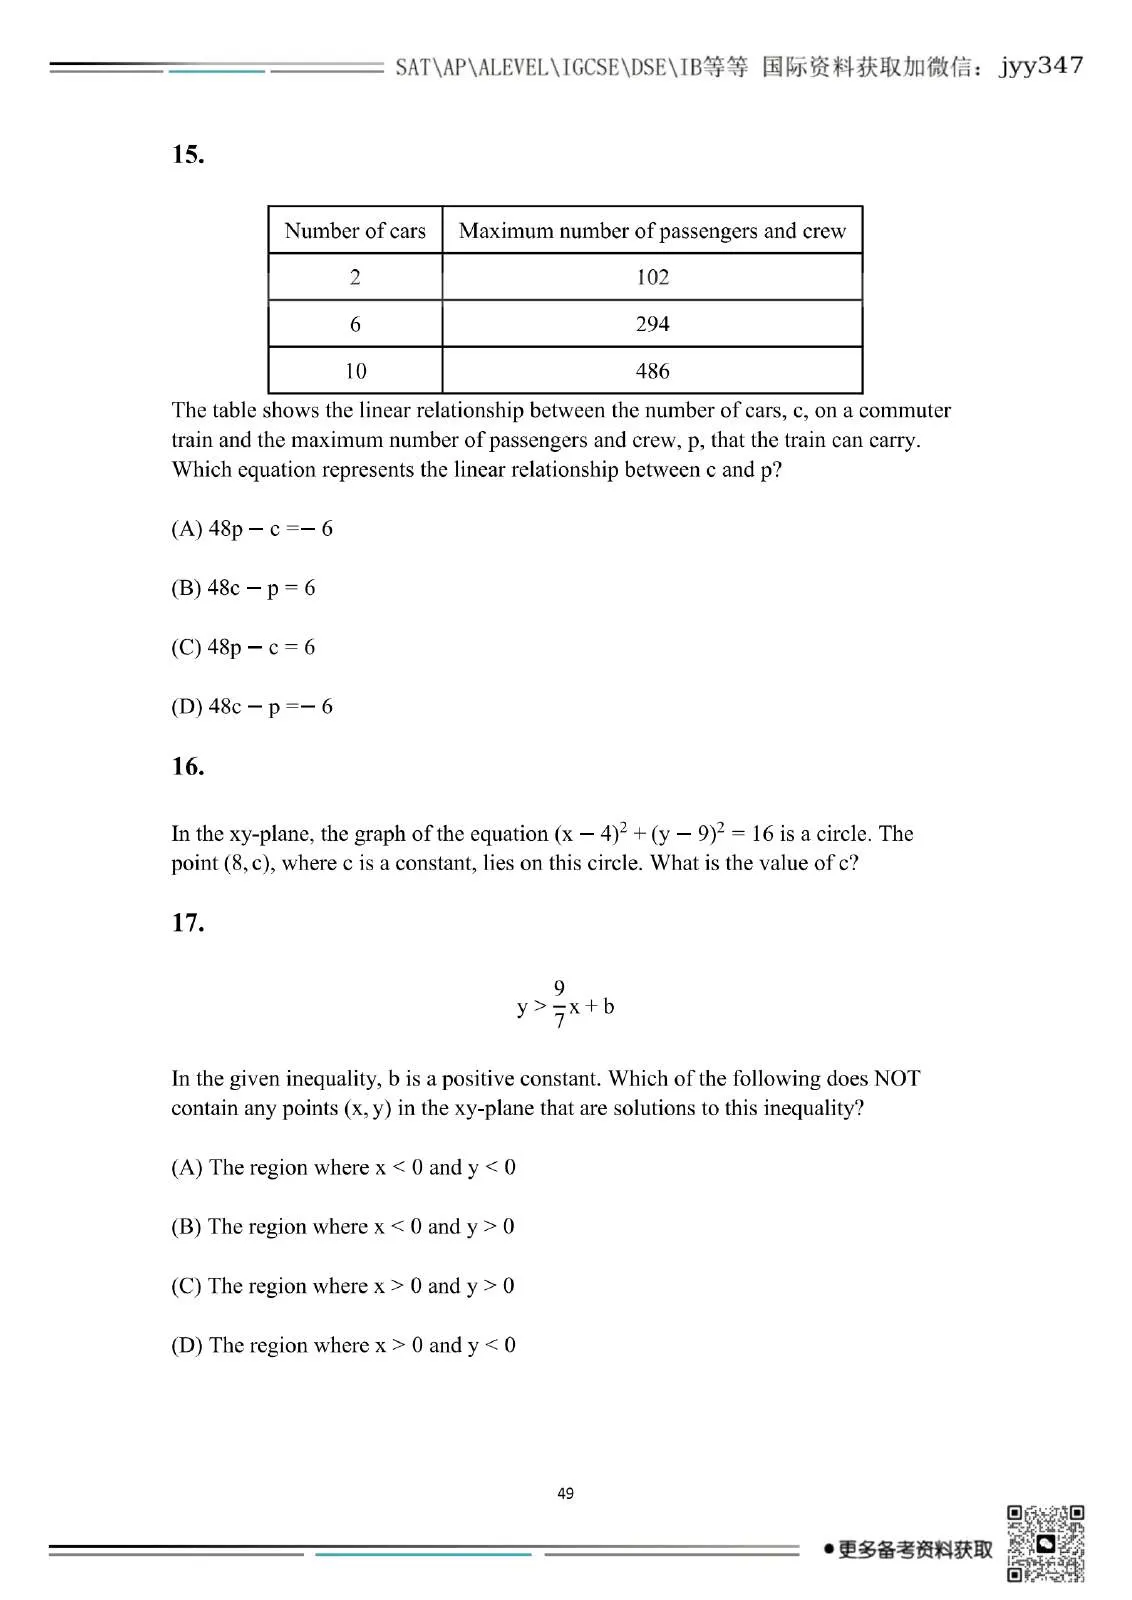 SAT\AP\ALEVEL\IGCSE\DSE\IB等等 国际资料获取加微信：jyy347
15.
Number of cars Maximum number of passengers and crew
2 102
6 294
10 486
The table shows the linear relationship between the number of cars, c, on a commuter
train and the maximum number of passengers and crew, p, that the train can carry.
Which equation represents the linear relationship between c and p?
(A) 48p − c =− 6
(B) 48c − p = 6
(C) 48p − c = 6
(D) 48c − p =− 6
16.
In the xy-plane, the graph of the equation (x − 4)² + (y − 9)² = 16 is a circle. The
point (8, c), where c is a constant, lies on this circle. What is the value of c?
17.
y > 9/7 x + b
In the given inequality, b is a positive constant. Which of the following does NOT
contain any points (x, y) in the xy-plane that are solutions to this inequality?
(A) The region where x < 0 and y < 0
(B) The region where x < 0 and y > 0
(C) The region where x > 0 and y > 0
(D) The region where x > 0 and y < 0
49
●更多备考资料获取